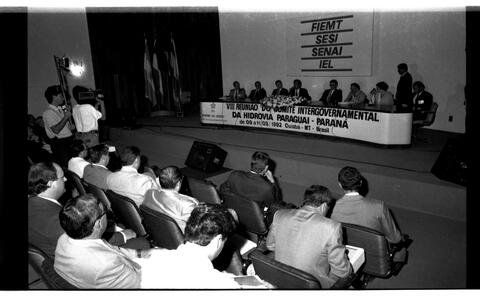 FIEMT
SESI
SENAI
IEL
VIII REUNIÃO DO COMITÊ INTERGOVERNAMENTAL
DA HIDROVIA PARAGUAI - PARANÁ
Cuiabá - MT - Brasil